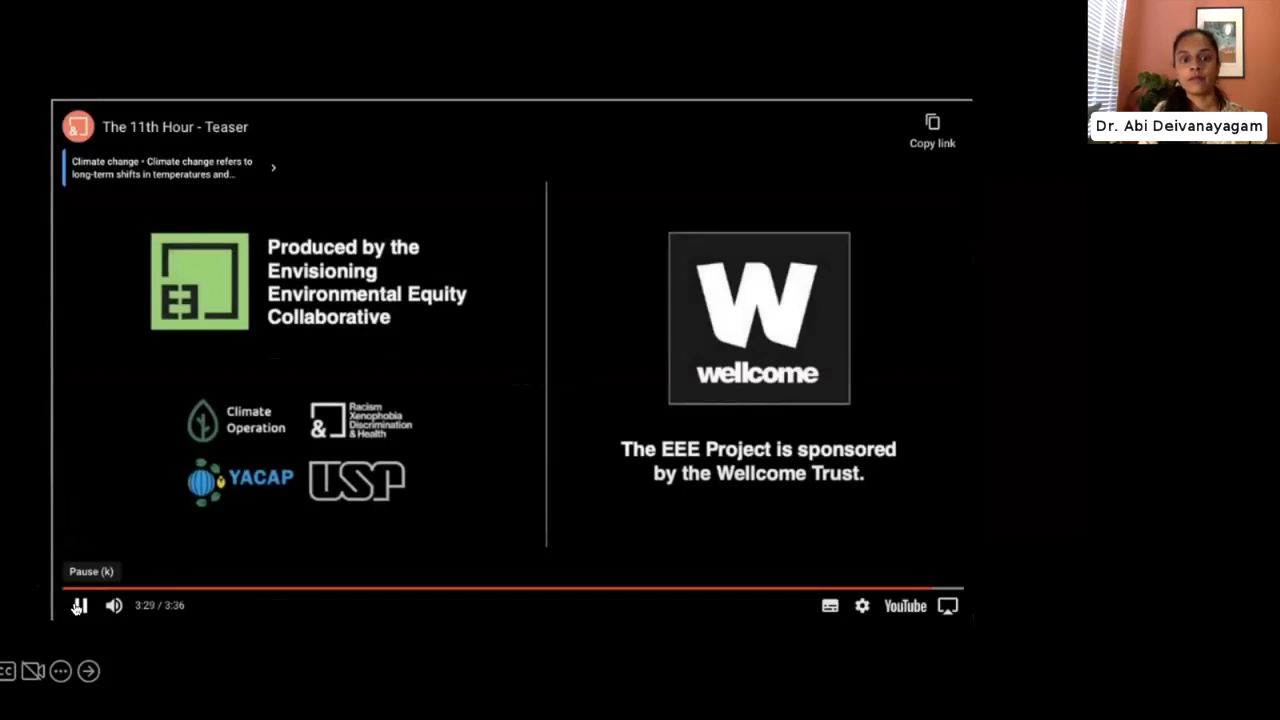 Dr. Abi Deivanayagam
The 11th Hour - Teaser
Copy link
Climate change • Climate change refers to
long-term shifts in temperatures and...
Produced by the
Envisioning
Environmental Equity
Collaborative
Climate
Operation
&
Racism
Xenophobia
Discrimination
& Health
YACAP
USP
W
wellcome
The EEE Project is sponsored
by the Wellcome Trust.
Pause (k)
3:29 / 3:36
YouTube
CC